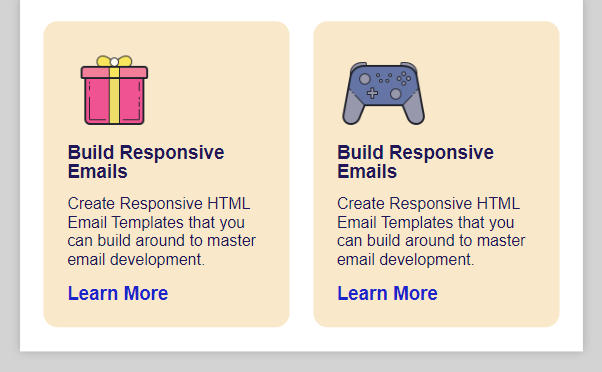 Build Responsive
Emails
Create Responsive HTML
Email Templates that you
can build around to master
email development.
Learn More
Build Responsive
Emails
Create Responsive HTML
Email Templates that you
can build around to master
email development.
Learn More